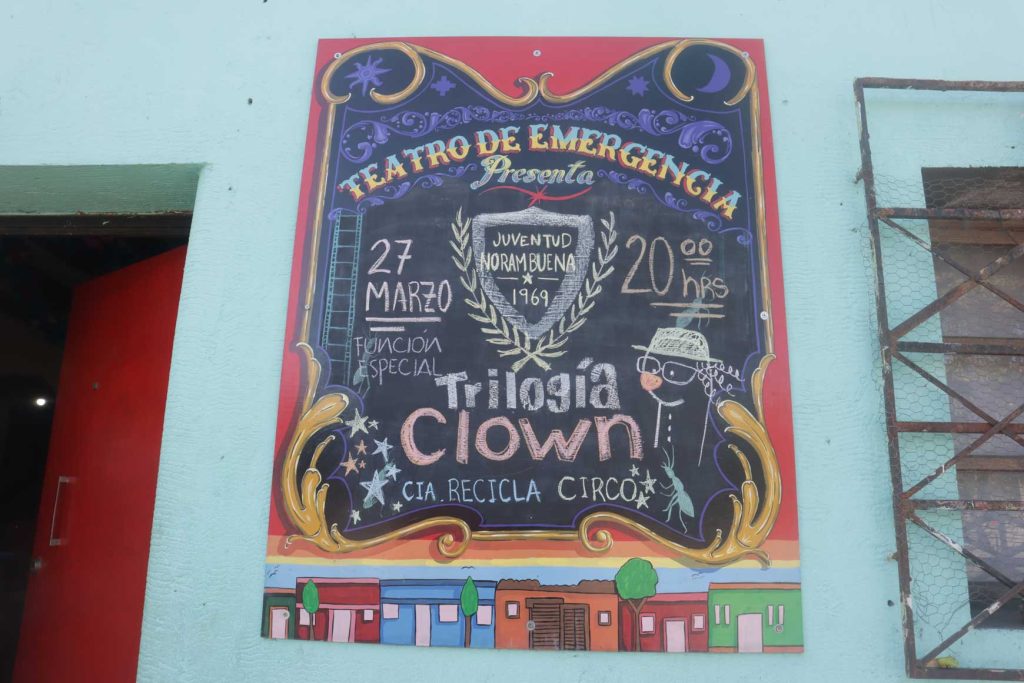 TEATRO DE EMERGENCIA
Presenta
27
MARZO
FUNCIÓN
ESPECIAL
JUVENTUD
NORAMBUENA
1969
20 00
HRS
Trilogía
Clown
CIA. RECICLA CIRCO